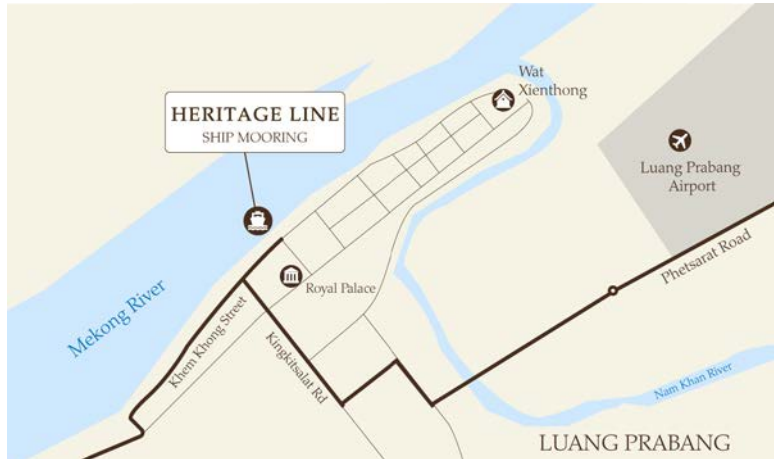 Wat
Xienthong
HERITAGE LINE
SHIP MOORING
Luang Prabang
Airport
Phetsarat Road
Royal Palace
Mekong River
Khem Khong Street
Kingkitsalat Rd
Nam Khan River
LUANG PRABANG